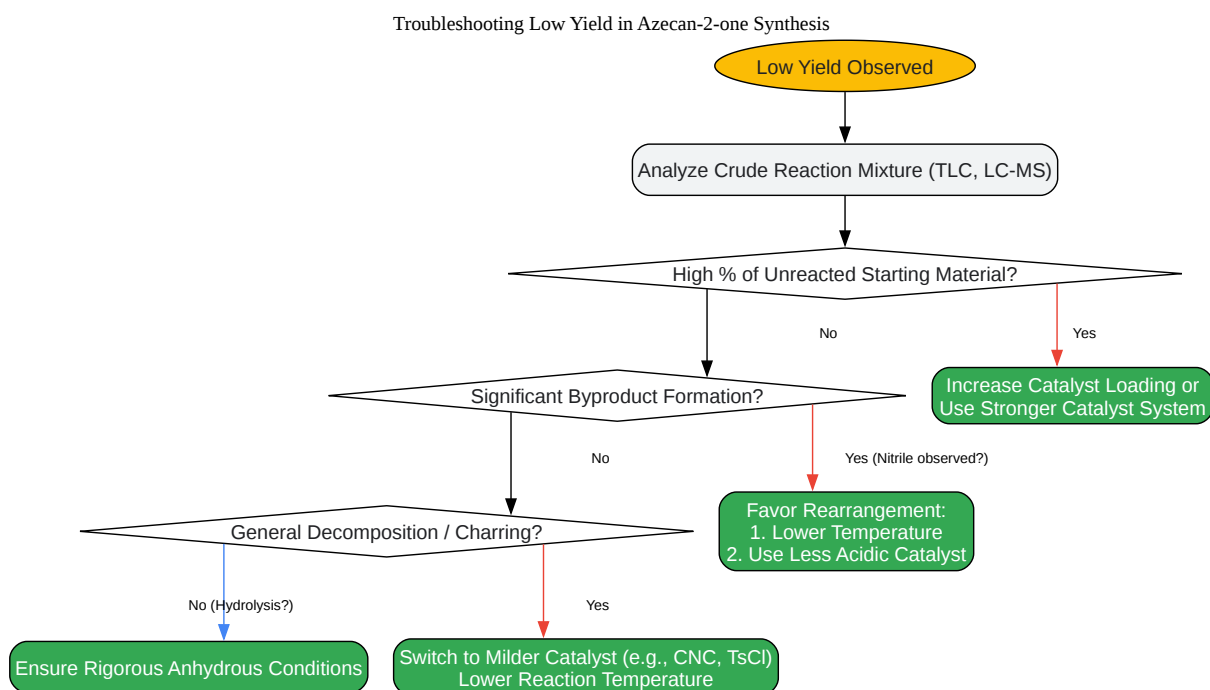 Troubleshooting Low Yield in Azecan-2-one Synthesis
Low Yield Observed
Analyze Crude Reaction Mixture (TLC, LC-MS)
High % of Unreacted Starting Material?
No
Yes
Increase Catalyst Loading or
Use Stronger Catalyst System
Significant Byproduct Formation?
No
Yes (Nitrile observed?)
Favor Rearrangement:
1. Lower Temperature
2. Use Less Acidic Catalyst
General Decomposition / Charring?
No (Hydrolysis?)
Yes
Ensure Rigorous Anhydrous Conditions
Switch to Milder Catalyst (e.g., CNC, TsCl)
Lower Reaction Temperature